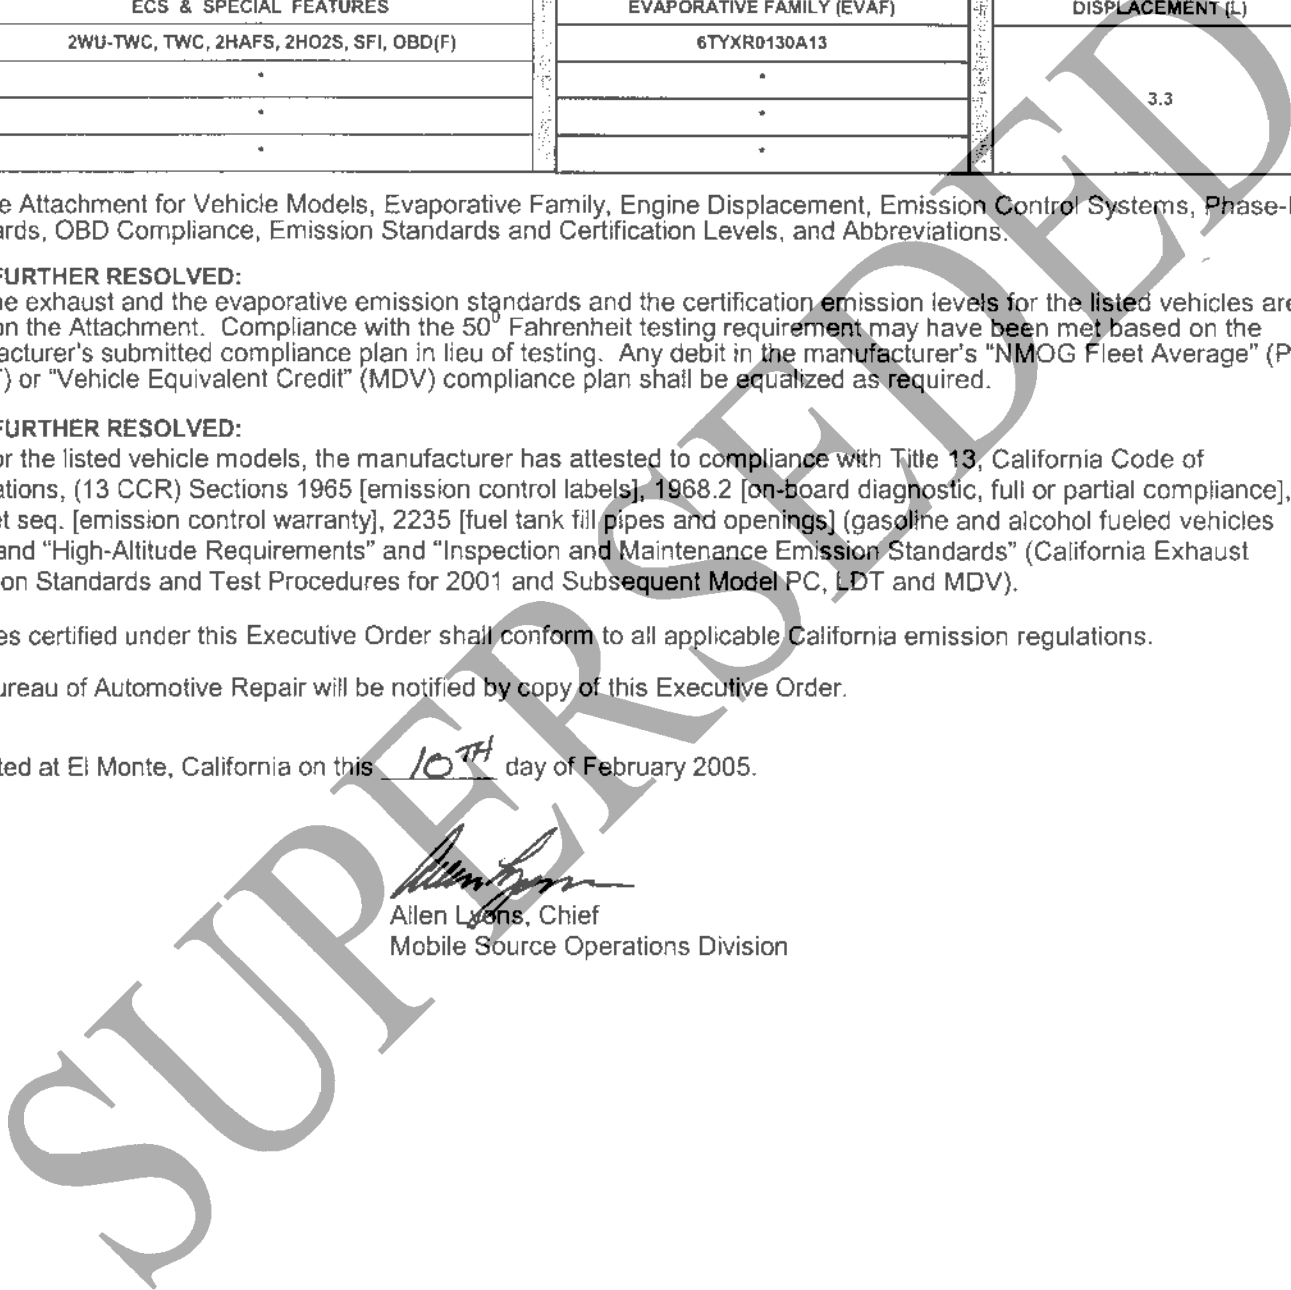 ECS & SPECIAL FEATURES EVAPORATIVE FAMILY (EVAF) DISPLACEMENT (L)
2WU-TWC, TWC, 2HAFS, 2HO2S, SFI, OBD(F) 6TYXR0130A13
* *
3.3
* *
* *
e Attachment for Vehicle Models, Evaporative Family, Engine Displacement, Emission Control Systems, Phase-I
ards, OBD Compliance, Emission Standards and Certification Levels, and Abbreviations.
FURTHER RESOLVED:
ne exhaust and the evaporative emission standards and the certification emission levels for the listed vehicles are
on the Attachment. Compliance with the 50⁰ Fahrenheit testing requirement may have been met based on the
acturer's submitted compliance plan in lieu of testing. Any debit in the manufacturer's "NMOG Fleet Average" (P
) or "Vehicle Equivalent Credit" (MDV) compliance plan shall be equalized as required.
FURTHER RESOLVED:
or the listed vehicle models, the manufacturer has attested to compliance with Title 13, California Code of
ations, (13 CCR) Sections 1965 [emission control labels], 1968.2 [on-board diagnostic, full or partial compliance],
et seq. [emission control warranty], 2235 [fuel tank fill pipes and openings] (gasoline and alcohol fueled vehicles
and "High-Altitude Requirements" and "Inspection and Maintenance Emission Standards" (California Exhaust
on Standards and Test Procedures for 2001 and Subsequent Model PC, LDT and MDV).
es certified under this Executive Order shall conform to all applicable California emission regulations.
ureau of Automotive Repair will be notified by copy of this Executive Order.
ted at El Monte, California on this 10TH day of February 2005.
Allen Lyons, Chief
Mobile Source Operations Division
SUPERSEDED